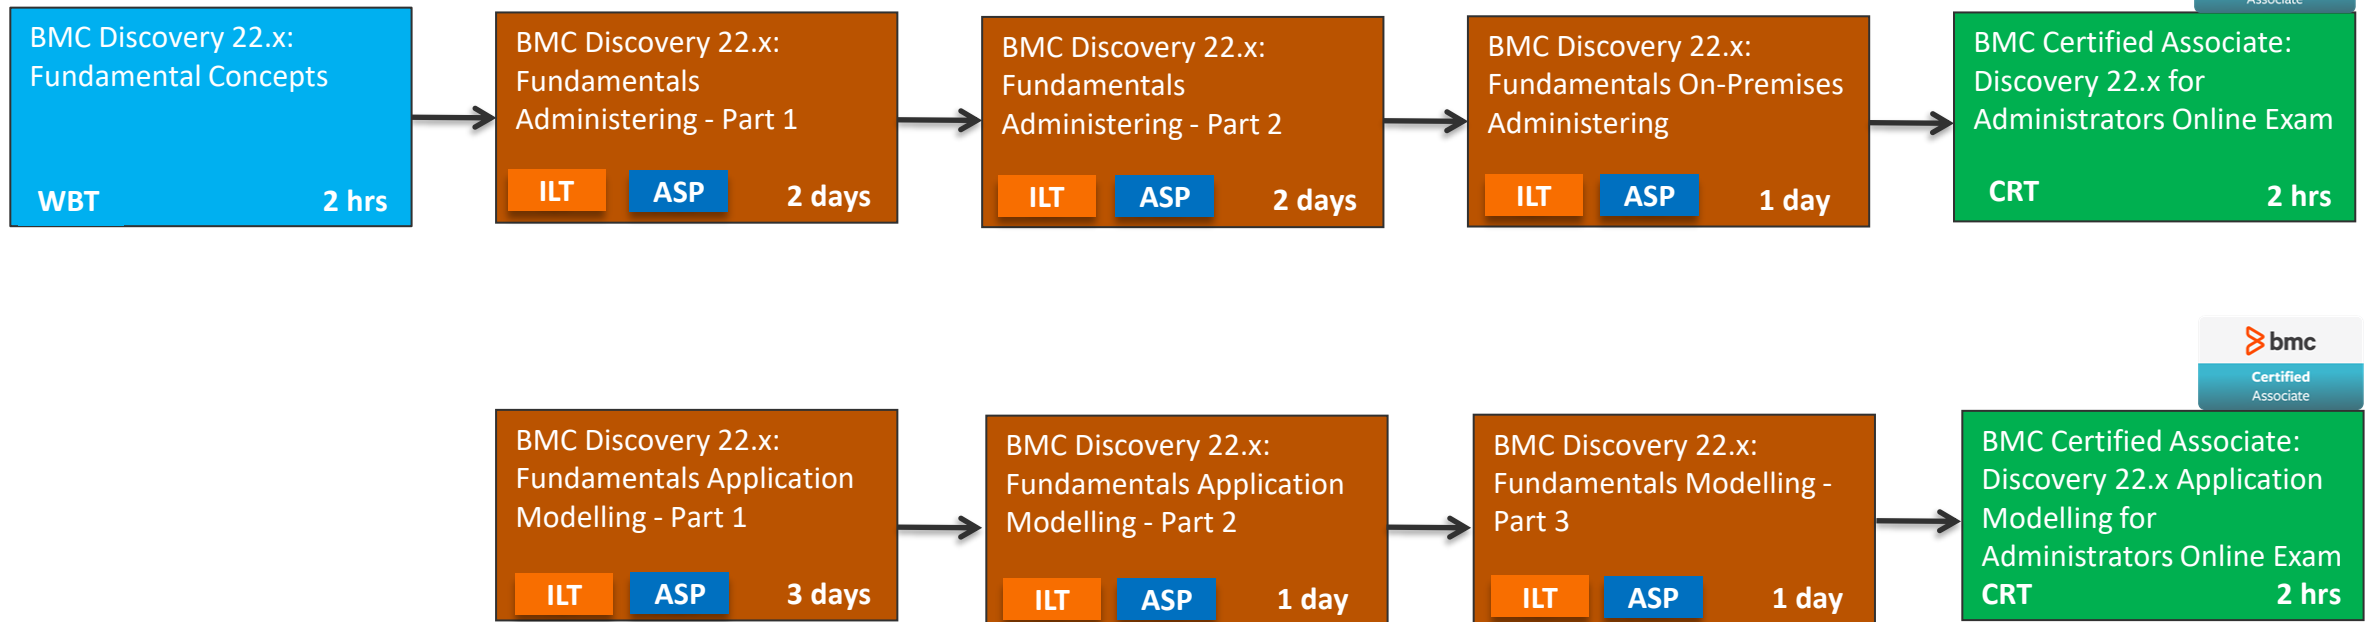 Associate
BMC Discovery 22.x:
Fundamental Concepts
WBT
2 hrs
BMC Discovery 22.x:
Fundamentals
Administering - Part 1
ILT
ASP
2 days
BMC Discovery 22.x:
Fundamentals
Administering - Part 2
ILT
ASP
2 days
BMC Discovery 22.x:
Fundamentals On-Premises
Administering
ILT
ASP
1 day
BMC Certified Associate:
Discovery 22.x for
Administrators Online Exam
CRT
2 hrs
bmc
Certified
Associate
BMC Discovery 22.x:
Fundamentals Application
Modelling - Part 1
ILT
ASP
3 days
BMC Discovery 22.x:
Fundamentals Application
Modelling - Part 2
ILT
ASP
1 day
BMC Discovery 22.x:
Fundamentals Modelling -
Part 3
ILT
ASP
1 day
BMC Certified Associate:
Discovery 22.x Application
Modelling for
Administrators Online Exam
CRT
2 hrs